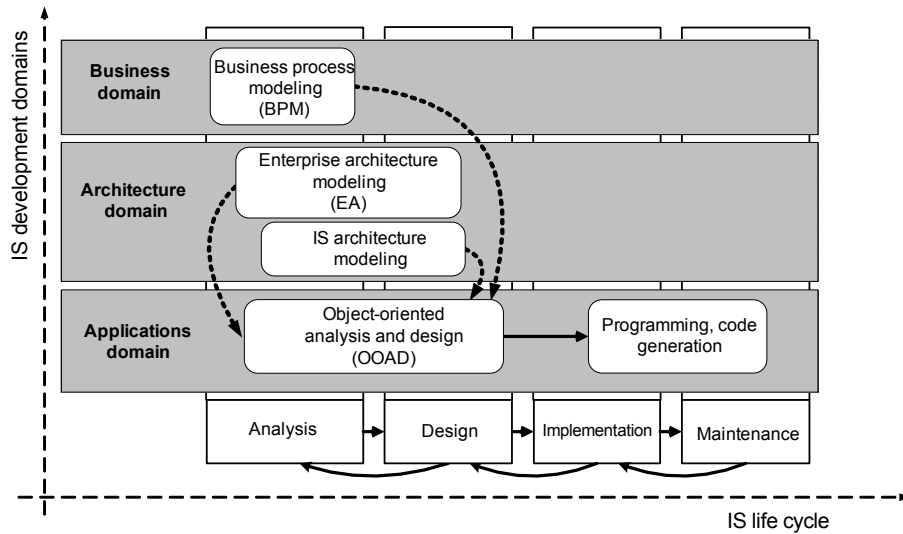 IS development domains
Business
domain
Business process
modeling
(BPM)
Architecture
domain
Enterprise architecture
modeling
(EA)
IS architecture
modeling
Applications
domain
Object-oriented
analysis and design
(OOAD)
Programming, code
generation
Analysis
Design
Implementation
Maintenance
IS life cycle